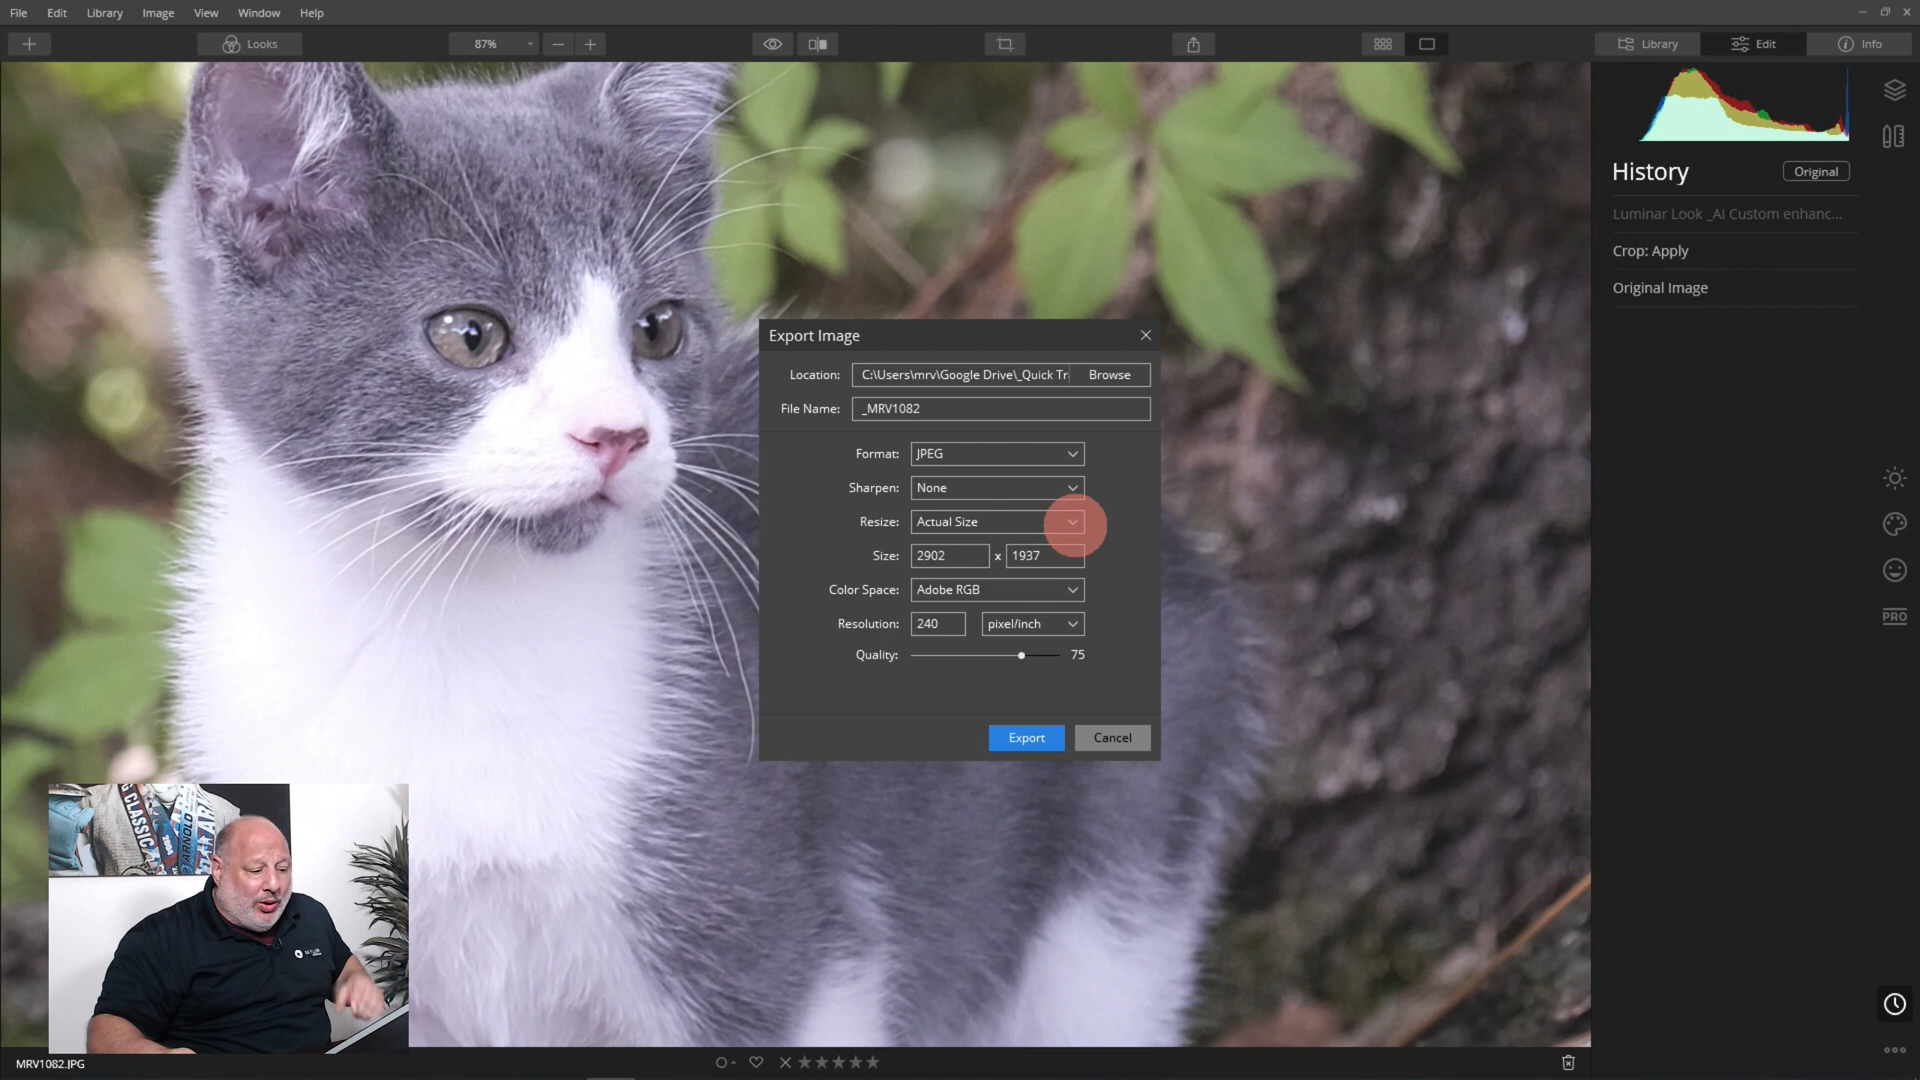 File Edit Library Image View Window Help
Looks 87% Library Edit Info
History Original
Luminar Look _AI Custom enhanc...
Crop: Apply
Original Image
PRO
Export Image
Location: C:\Users\mrv\Google Drive\_Quick Tr Browse
File Name: _MRV1082
Format: JPEG
Sharpen: None
Resize: Actual Size
Size: 2902 x 1937
Color Space: Adobe RGB
Resolution: 240 pixel/inch
Quality: 75
Export Cancel
G CLASSIC
2004
ARNOLD
MRV1082.JPG